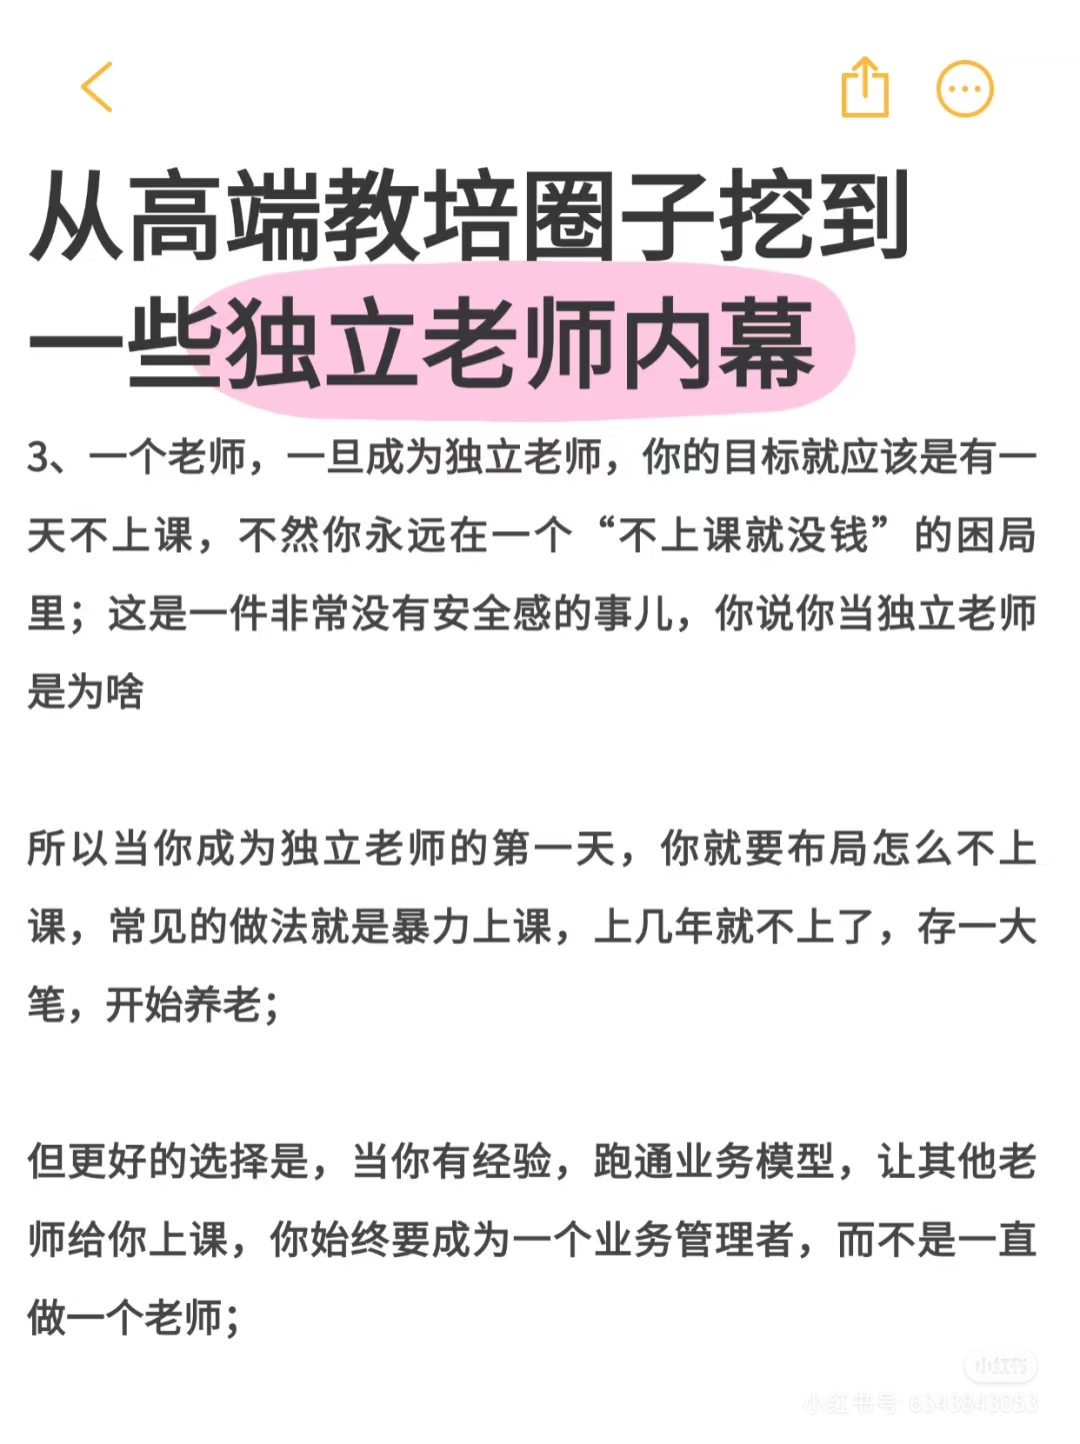 从高端教培圈子挖到
一些独立老师内幕
3、一个老师，一旦成为独立老师，你的目标就应该是有一
天不上课，不然你永远在一个“不上课就没钱”的困局
里；这是一件非常没有安全感的事儿，你说你当独立老师
是为啥
所以当你成为独立老师的第一天，你就要布局怎么不上
课，常见的做法就是暴力上课，上几年就不上了，存一大
笔，开始养老；
但更好的选择是，当你有经验，跑通业务模型，让其他老
师给你上课，你始终要成为一个业务管理者，而不是一直
做一个老师；
小红书
小红书号: 6343843053